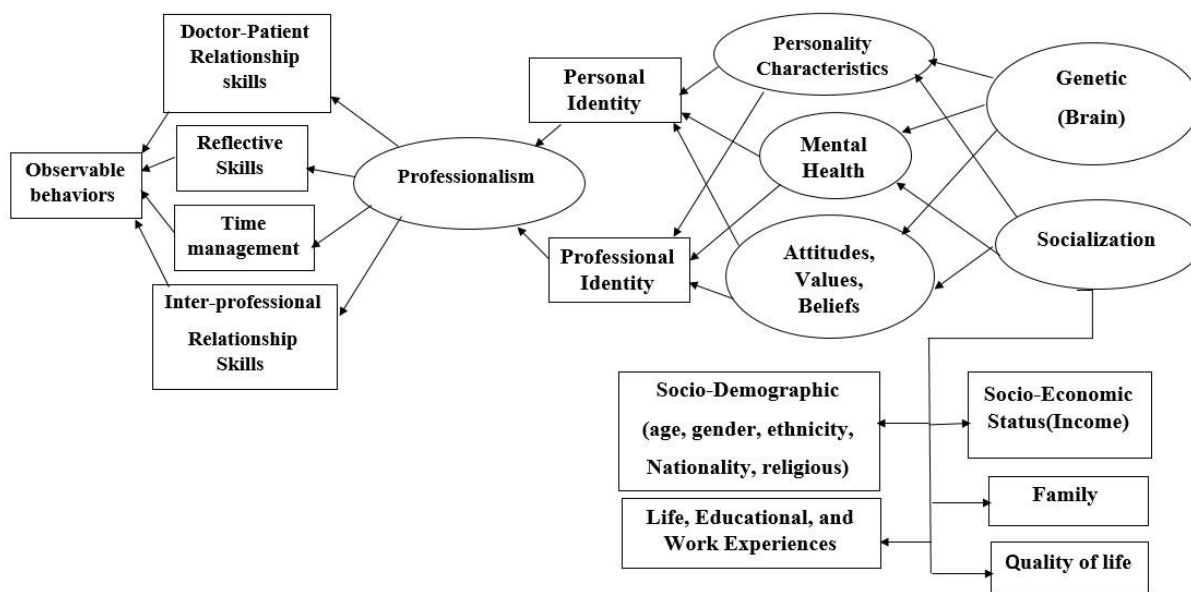 Doctor-Patient
Relationship
skills
Reflective
Skills
Observable
behaviors
Time
management
Inter-professional
Relationship
Skills
Professionalism
Personal
Identity
Professional
Identity
Personality
Characteristics
Mental
Health
Attitudes,
Values,
Beliefs
Genetic
(Brain)
Socialization
Socio-Demographic
(age, gender, ethnicity,
Nationality, religious)
Life, Educational, and
Work Experiences
Socio-Economic
Status(Income)
Family
Quality of life